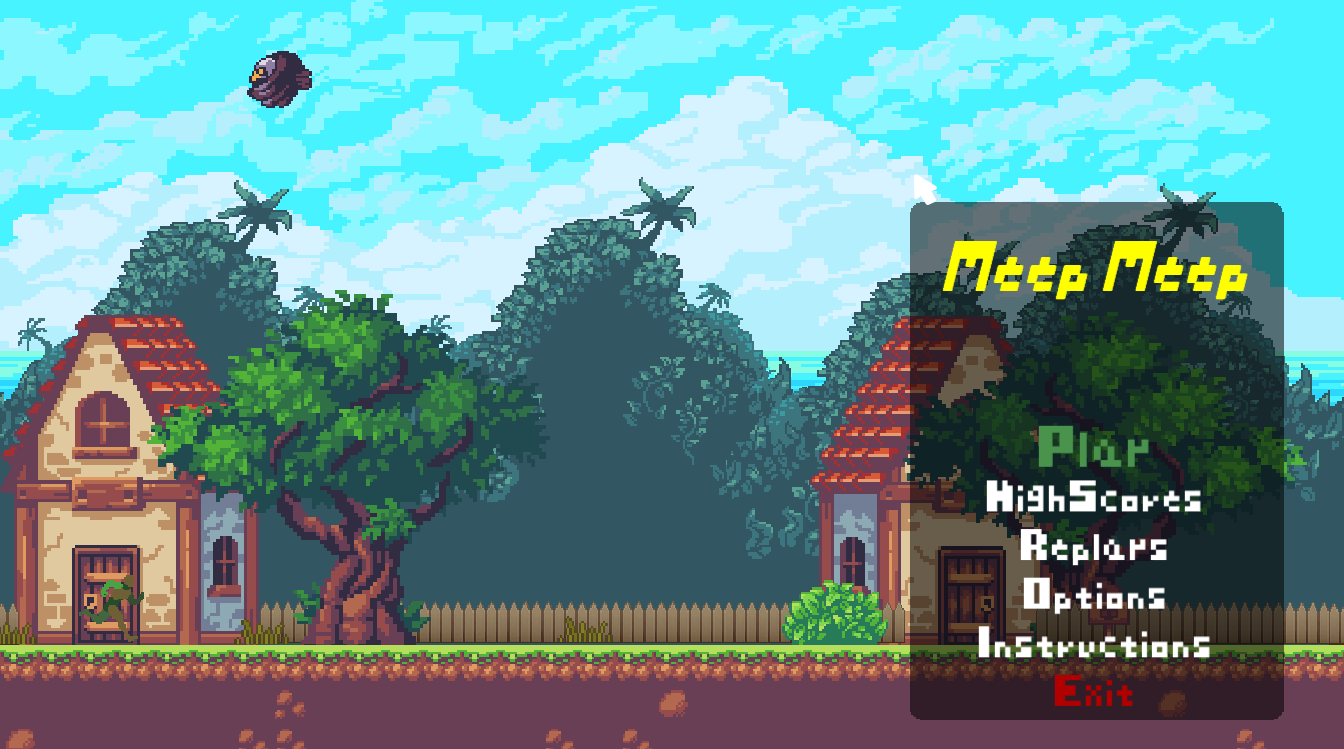 Meep Meep
Play
HighScores
Replays
Options
Instructions
Exit